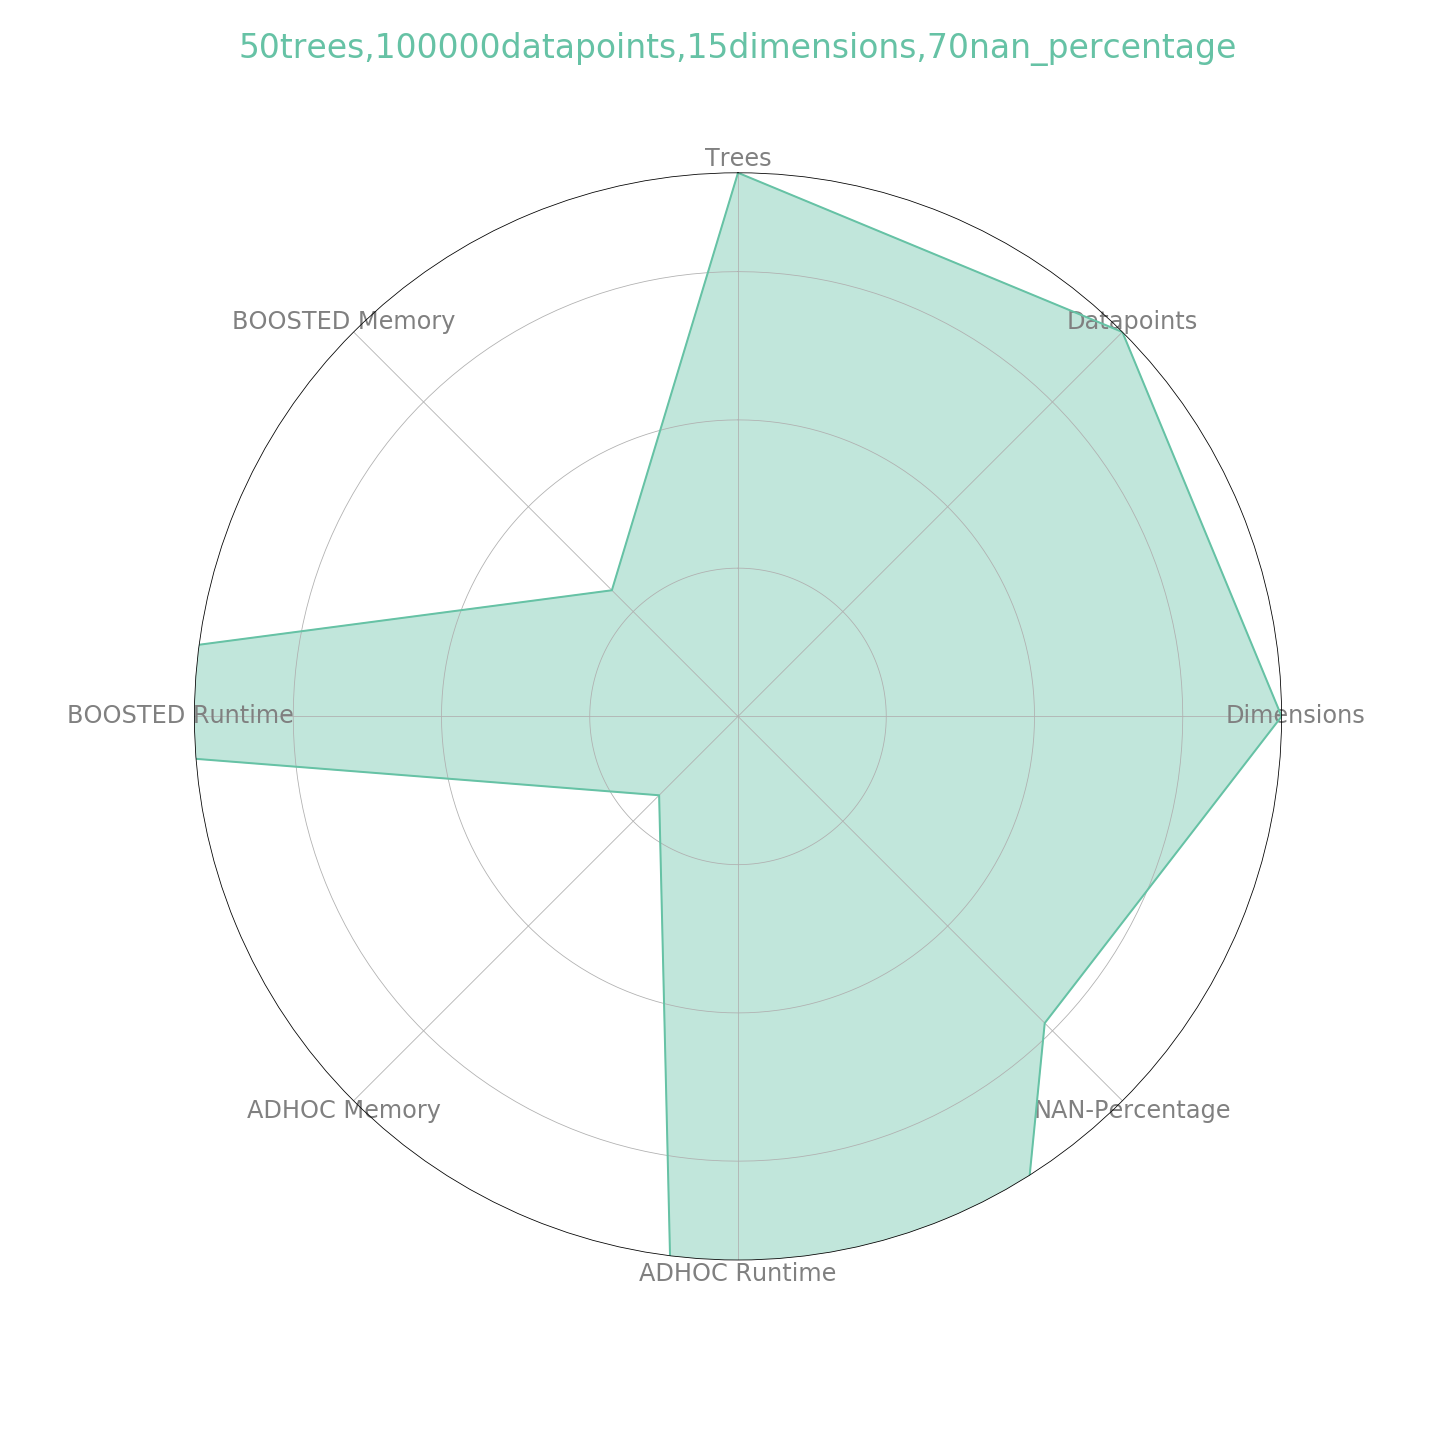 50trees,100000datapoints,15dimensions,70nan_percentage
Trees
BOOSTED Memory
Datapoints
BOOSTED Runtime
Dimensions
ADHOC Memory
NAN-Percentage
ADHOC Runtime